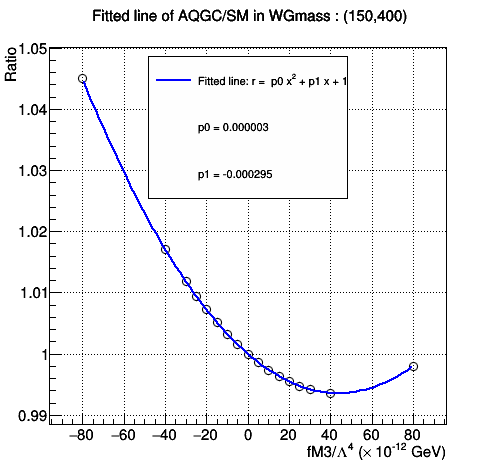 Fitted line of AQGC/SM in WGmass : (150,400)
Ratio
1.05
1.04
1.03
1.02
1.01
1
0.99
Fitted line: r = p0 x² + p1 x + 1
p0 = 0.000003
p1 = -0.000295
−80 −60 −40 −20 0 20 40 60 80
fM3/Λ⁴ (× 10⁻¹² GeV)